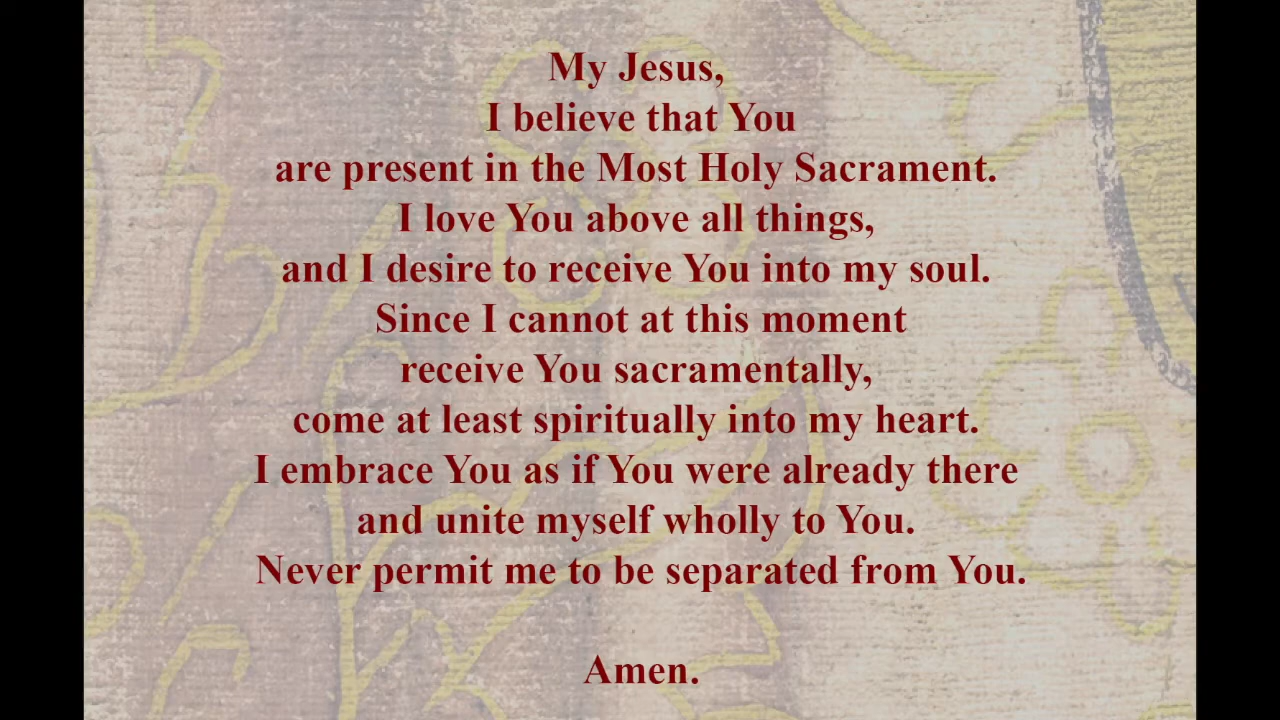 My Jesus,
I believe that You
are present in the Most Holy Sacrament.
I love You above all things,
and I desire to receive You into my soul.
Since I cannot at this moment
receive You sacramentally,
come at least spiritually into my heart.
I embrace You as if You were already there
and unite myself wholly to You.
Never permit me to be separated from You.
Amen.